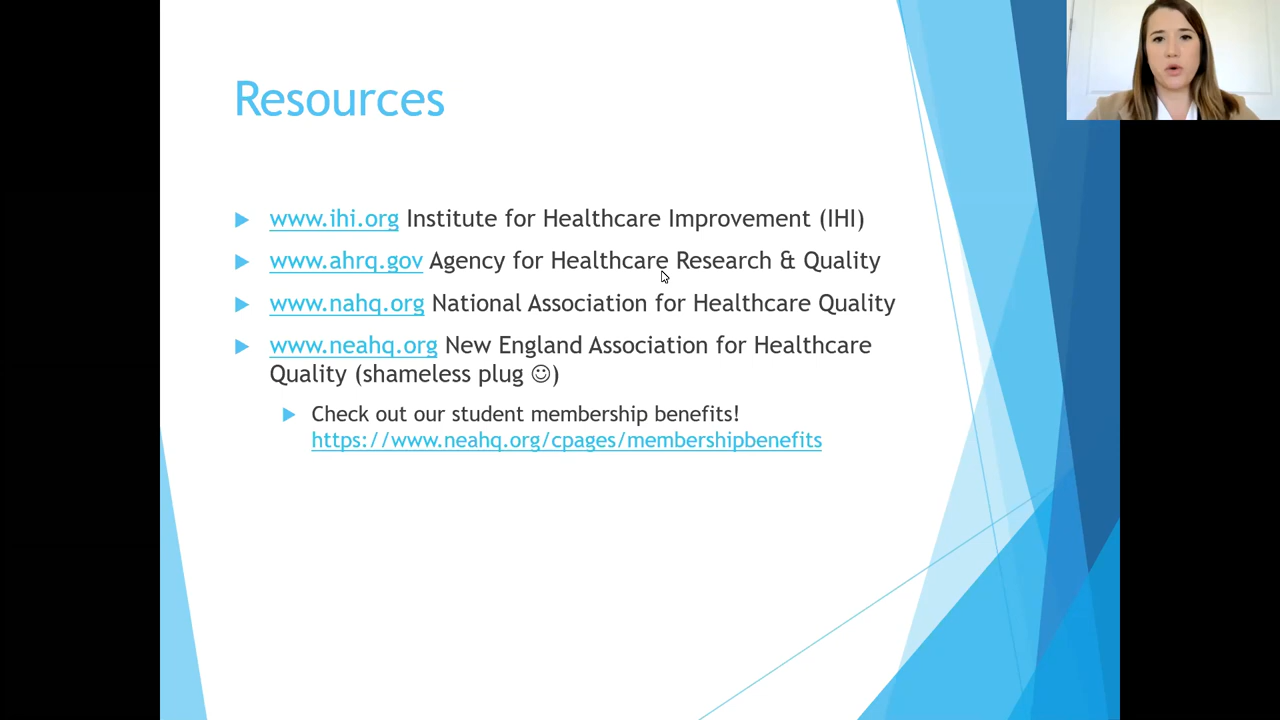 Resources
www.ihi.org Institute for Healthcare Improvement (IHI)
www.ahrq.gov Agency for Healthcare Research & Quality
www.nahq.org National Association for Healthcare Quality
www.neahq.org New England Association for Healthcare
Quality (shameless plug ☺)
Check out our student membership benefits!
https://www.neahq.org/cpages/membershipbenefits